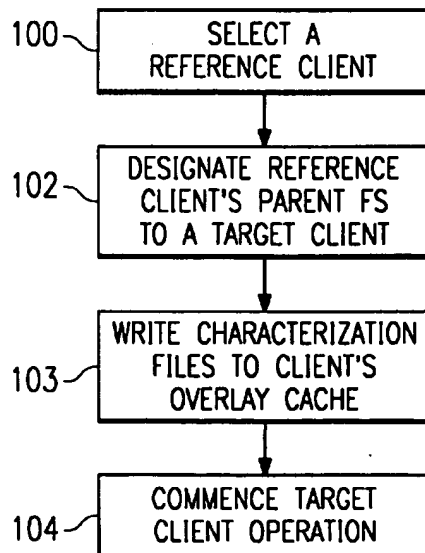 100
SELECT A
REFERENCE CLIENT
102
DESIGNATE REFERENCE
CLIENT'S PARENT FS
TO A TARGET CLIENT
103
WRITE CHARACTERIZATION
FILES TO CLIENT'S
OVERLAY CACHE
104
COMMENCE TARGET
CLIENT OPERATION